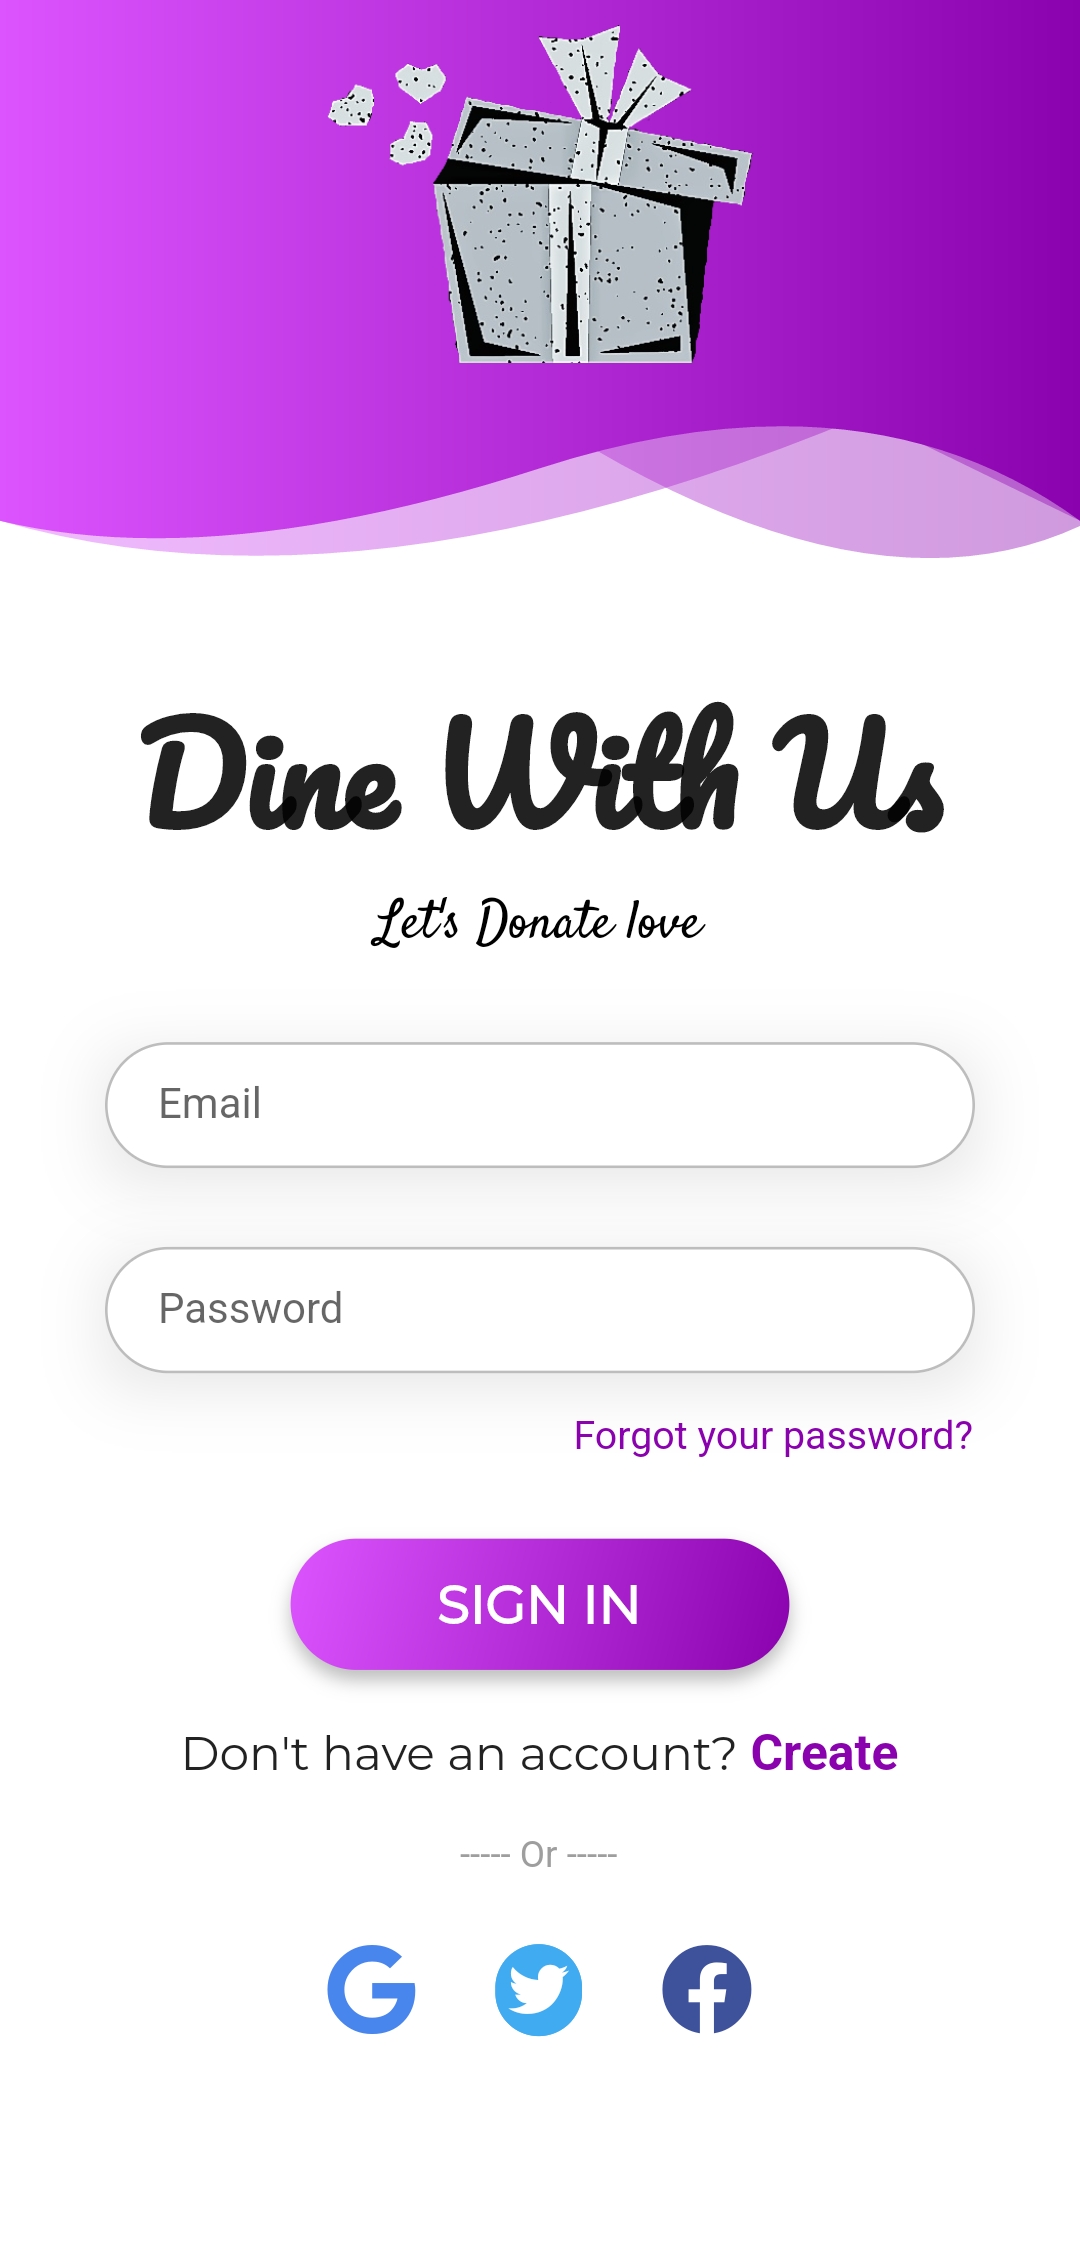 Dine With Us
Let's Donate love
Email
Password
Forgot your password?
SIGN IN
Don't have an account? Create
----- Or -----